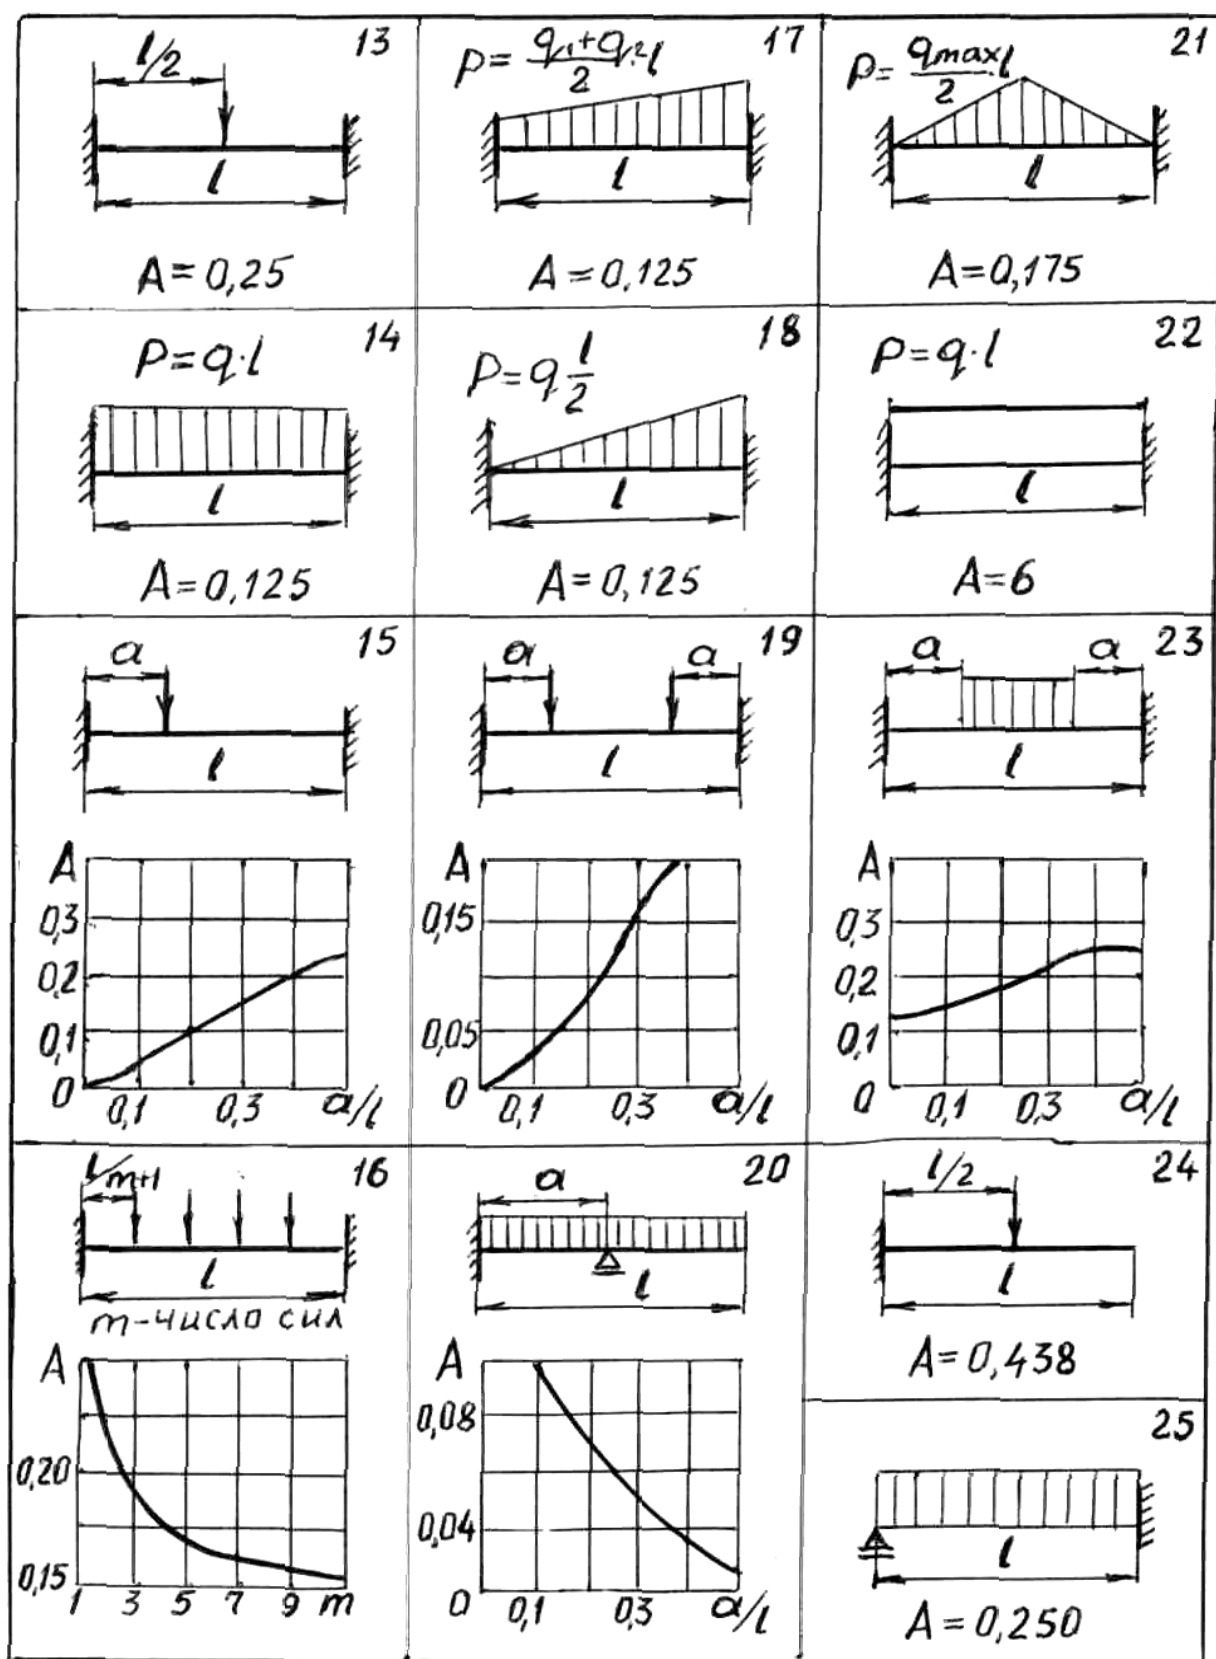 13
l/2
l
A=0,25
17
P= (q1+q2)/2·l
l
A=0,125
21
P= qmax/2·l
l
A=0,175
14
P=q·l
l
A=0,125
18
P=q l/2
l
A=0,125
22
P=q·l
l
A=6
15
a
l
A
0,3
0,2
0,1
0
0,1 0,3 a/l
19
a a
l
A
0,15
0,05
0
0,1 0,3 a/l
23
a a
l
A
0,3
0,2
0,1
0
0,1 0,3 a/l
16
l/m+1
l
m-число сил
A
0,20
0,15
1 3 5 7 9 m
20
a
l
A
0,08
0,04
0
0,1 0,3 a/l
24
l/2
l
A=0,438
25
l
A=0,250